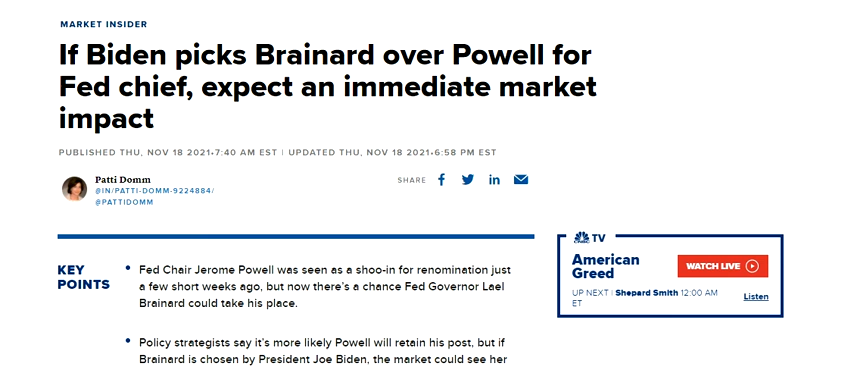 MARKET INSIDER
If Biden picks Brainard over Powell for
Fed chief, expect an immediate market
impact
PUBLISHED THU, NOV 18 2021•7:40 AM EST | UPDATED THU, NOV 18 2021•6:58 PM EST
Patti Domm
@IN/PATTI-DOMM-9224884/
@PATTIDOMM
SHARE
KEY
POINTS
• Fed Chair Jerome Powell was seen as a shoo-in for renomination just
a few short weeks ago, but now there's a chance Fed Governor Lael
Brainard could take his place.
• Policy strategists say it's more likely Powell will retain his post, but if
Brainard is chosen by President Joe Biden, the market could see her
CNBC TV
American
Greed
WATCH LIVE
UP NEXT | Shepard Smith 12:00 AM
ET
Listen